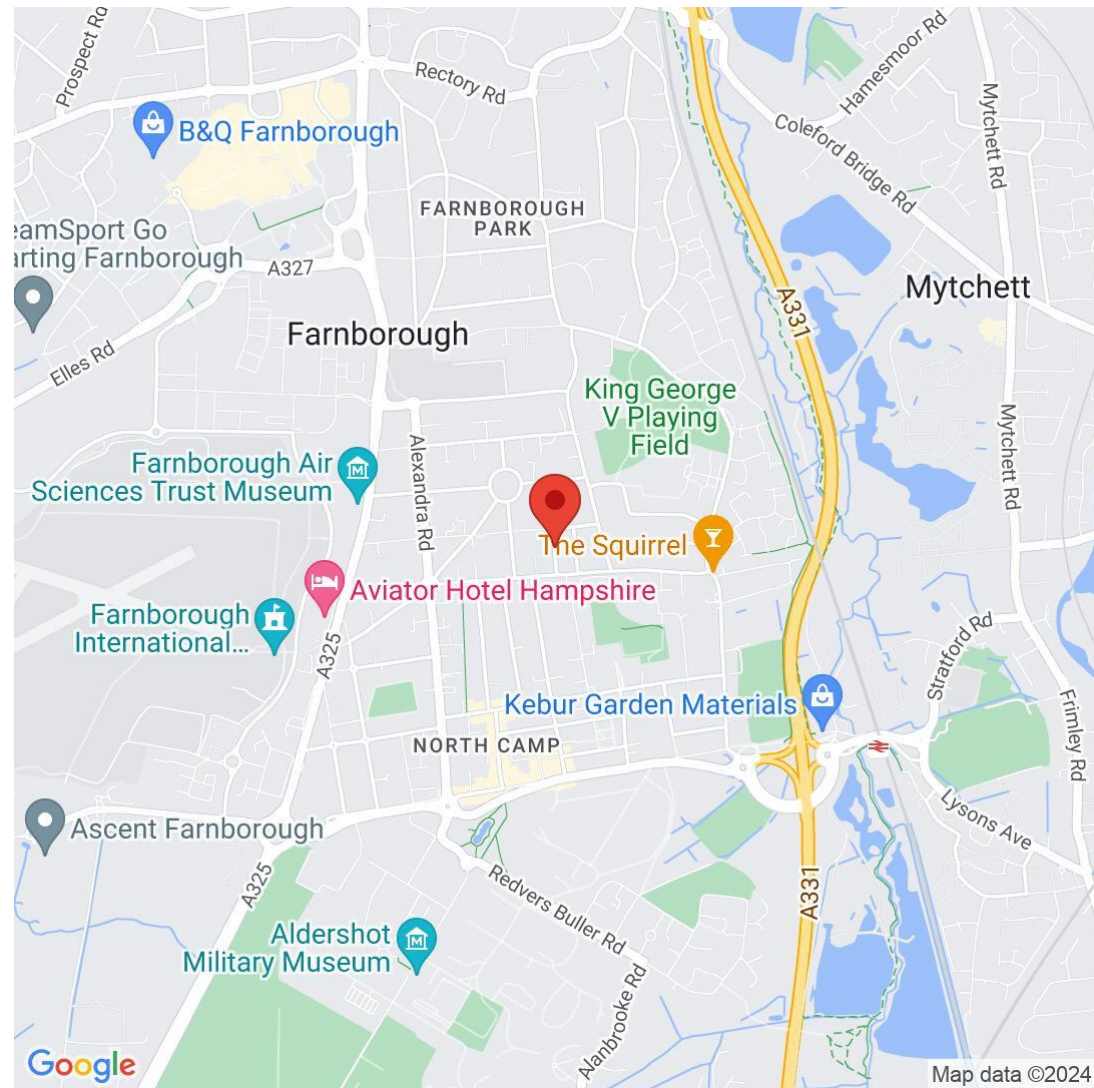 Prospect Rd
Rectory Rd
Hamesmoor Rd
Coleford Bridge Rd
Mytchett Rd
B&Q Farnborough
FARNBOROUGH
PARK
eamSport Go
arting Farnborough
A327
A331
Mytchett
Farnborough
Elles Rd
King George
V Playing
Field
Mytchett Rd
Farnborough Air
Sciences Trust Museum
Alexandra Rd
The Squirrel
Aviator Hotel Hampshire
Farnborough
International...
A325
Stratford Rd
Kebur Garden Materials
Frimley Rd
NORTH CAMP
Lysons Ave
Ascent Farnborough
A325
Redvers Buller Rd
A331
Aldershot
Military Museum
Alanbrooke Rd
Google
Map data ©2024